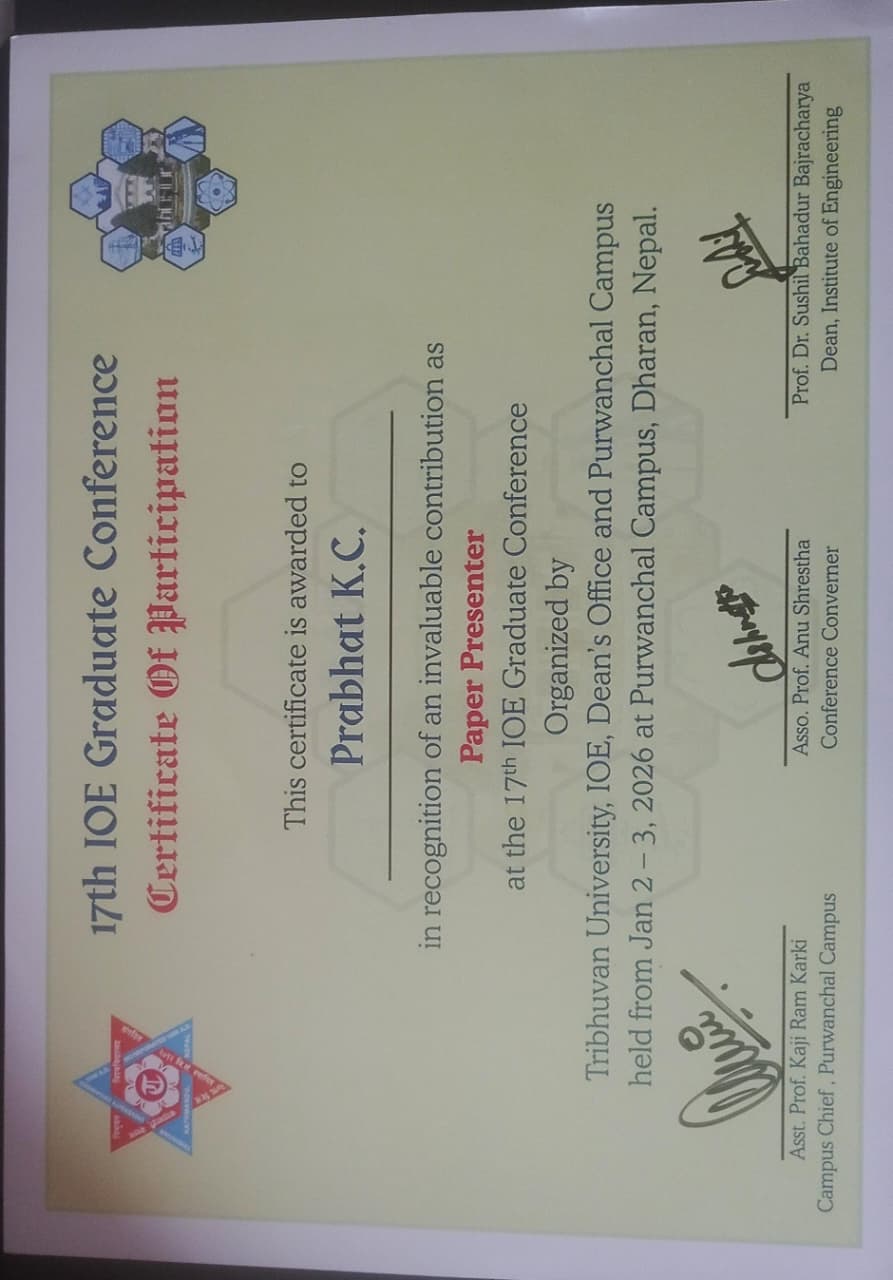 17th IOE Graduate Conference
Certificate Of Participation
This certificate is awarded to
Prabhat K.C.
in recognition of an invaluable contribution as
Paper Presenter
at the 17th IOE Graduate Conference
Organized by
Tribhuvan University, IOE, Dean's Office and Purwanchal Campus
held from Jan 2 – 3, 2026 at Purwanchal Campus, Dharan, Nepal.
Asst. Prof. Kaji Ram Karki
Campus Chief , Purwanchal Campus
Asso. Prof. Anu Shrestha
Conference Converner
Prof. Dr. Sushil Bahadur Bajracharya
Dean, Institute of Engineering